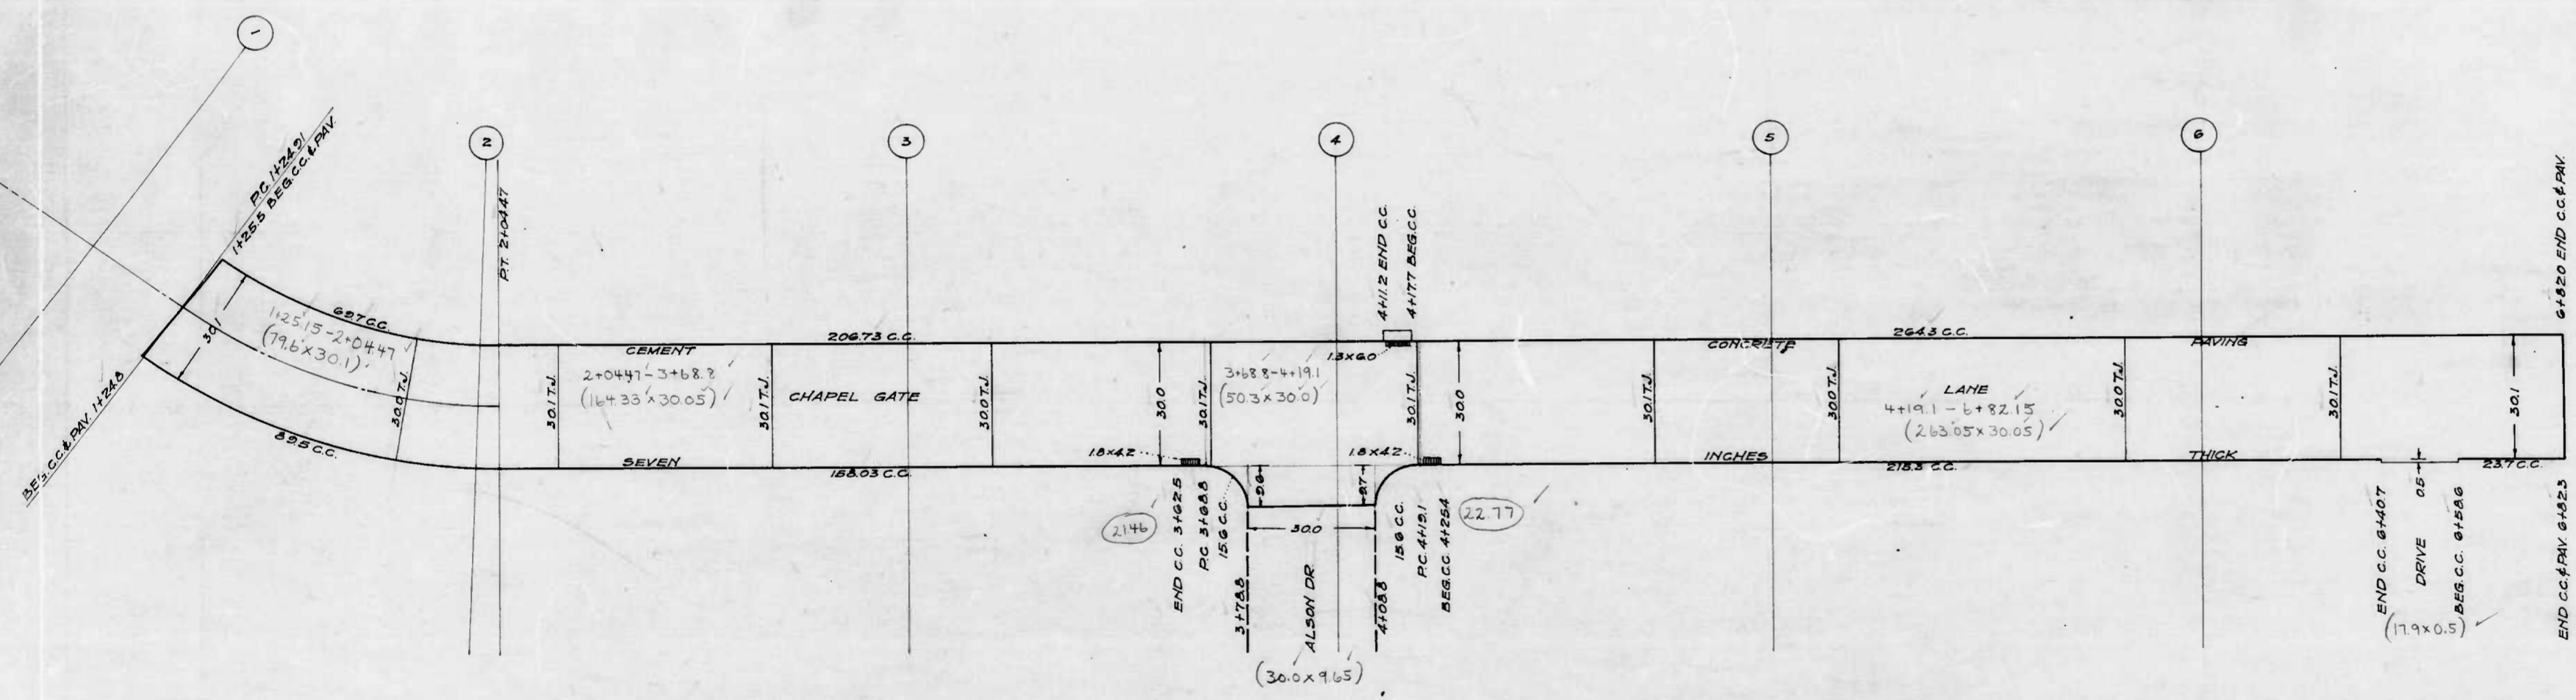 1
2
3
4
5
6
P.C. 1+24.91
1+25.5 BEG. C.C. & PAV.
P.T. 2+04.47
4+11.2 END C.C.
4+17.7 BEG. C.C.
6+82.0 END C.C. & PAV.
BEG. C.C. & PAV. 1+24.8
30.1
69.7 C.C.
1+25.15-2+04.47
(79.6 x 30.1)
30.0 T.J.
89.5 C.C.
206.73 C.C.
CEMENT
2+04.47-3+68.8
(164.33 x 30.05)
SEVEN
30.1 T.J.
30.1 T.J.
CHAPEL GATE
158.03 C.C.
30.0 T.J.
30.0
30.1 T.J.
1.8x4.2
3+68.8-4+19.1
(50.3 x 30.0)
1.3x6.0
30.1 T.J.
30.0
1.8x4.2
264.3 C.C.
CONCRETE
PAVING
30.1 T.J.
30.0 T.J.
LANE
4+19.1-6+82.15
(263.05 x 30.05)
30.0 T.J.
30.1 T.J.
30.1
INCHES
215.3 C.C.
THICK
23.7 C.C.
21.46
END C.C. 3+62.5
P.C. 3+68.8
15.6 C.C.
9.6
9.7
30.0
3+78.8
ALSON DR.
4+08.8
15.6 C.C.
P.C. 4+19.1
BEG. C.C. 4+25.4
22.77
(30.0 x 9.65)
END C.C. 6+40.7
DRIVE 0.5
BEG. C.C. 6+58.6
(17.9 x 0.5)
END C.C. & PAV. 6+82.3